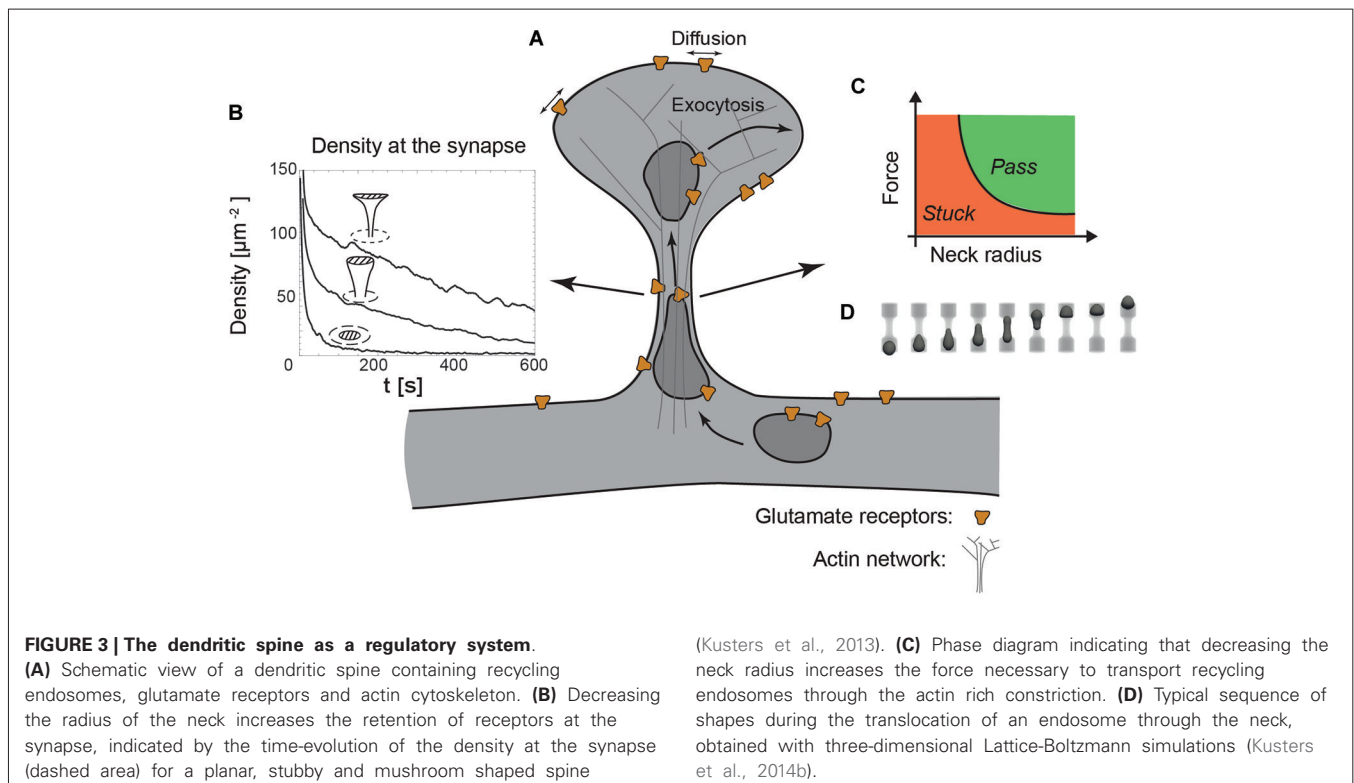 A
Diffusion
Exocytosis
B
Density at the synapse
150
100
50
0
200
400
600
Density [µm⁻²]
t [s]
C
Force
Pass
Stuck
Neck radius
D
Glutamate receptors:
Actin network:
FIGURE 3 | The dendritic spine as a regulatory system.
(A) Schematic view of a dendritic spine containing recycling
endosomes, glutamate receptors and actin cytoskeleton. (B) Decreasing
the radius of the neck increases the retention of receptors at the
synapse, indicated by the time-evolution of the density at the synapse
(dashed area) for a planar, stubby and mushroom shaped spine
(Kusters et al., 2013). (C) Phase diagram indicating that decreasing the
neck radius increases the force necessary to transport recycling
endosomes through the actin rich constriction. (D) Typical sequence of
shapes during the translocation of an endosome through the neck,
obtained with three-dimensional Lattice-Boltzmann simulations (Kusters
et al., 2014b).